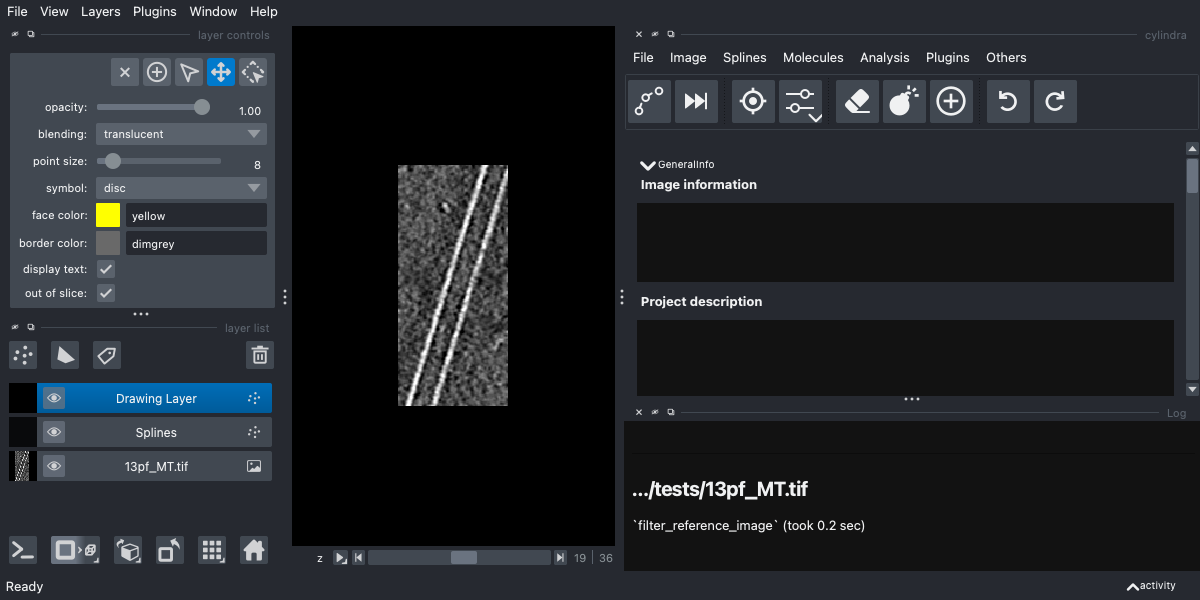 File View Layers Plugins Window Help
layer controls
opacity: 1.00
blending: translucent
point size: 8
symbol: disc
face color: yellow
border color: dimgrey
display text:
out of slice:
layer list
Drawing Layer
Splines
13pf_MT.tif
Ready
z 19 36
cylindra
File Image Splines Molecules Analysis Plugins Others
GeneralInfo
Image information
Project description
Log
.../tests/13pf_MT.tif
`filter_reference_image` (took 0.2 sec)
activity